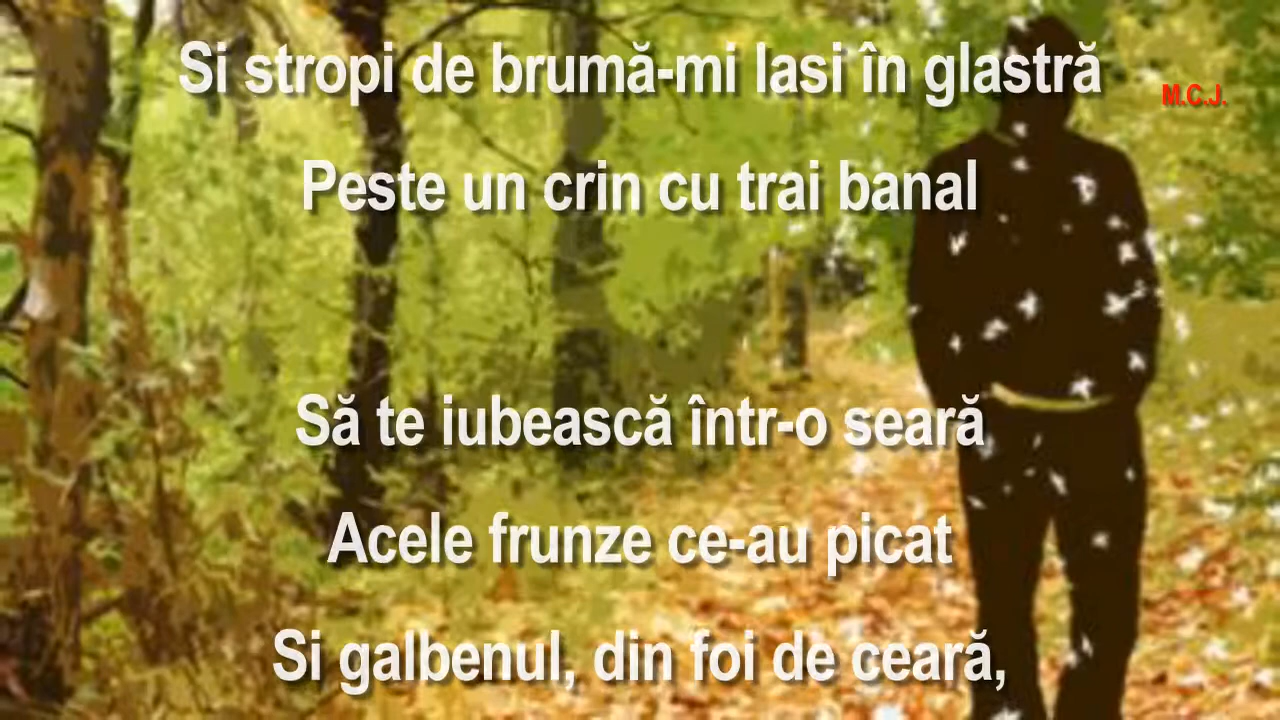 Si stropi de brumă-mi lasi în glastră
M.C.J.
Peste un crin cu trai banal
Să te iubească într-o seară
Acele frunze ce-au picat
Si galbenul, din foi de ceară,